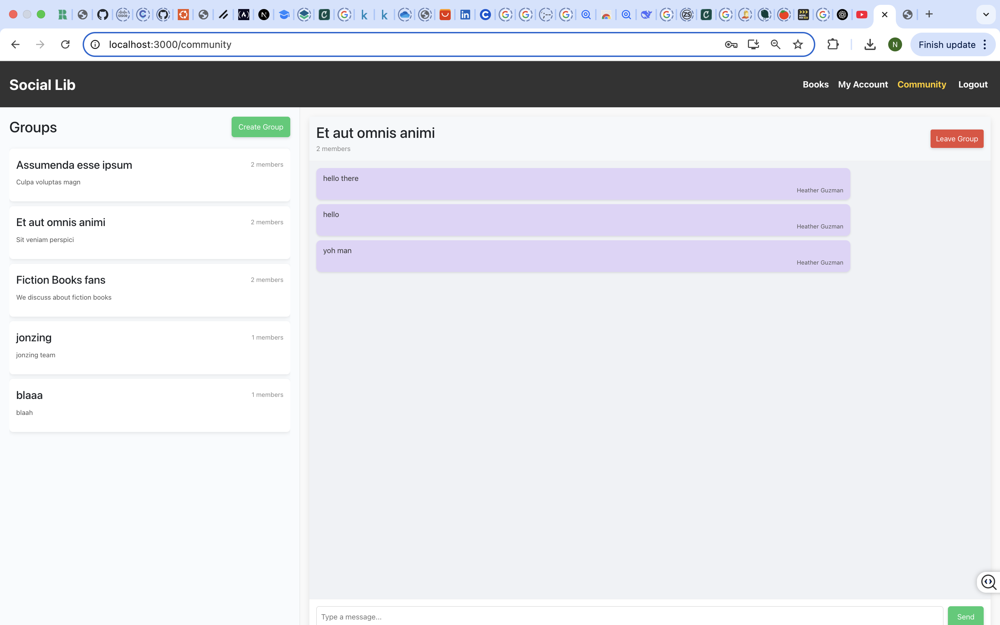 localhost:3000/community
Finish update
N
Social Lib
Books My Account Community Logout
Groups
Create Group
Assumenda esse ipsum
2 members
Culpa voluptas magn
Et aut omnis animi
2 members
Sit veniam perspici
Fiction Books fans
2 members
We discuss about fiction books
jonzing
1 members
jonzing team
blaaa
1 members
blaah
Et aut omnis animi
2 members
Leave Group
hello there
Heather Guzman
hello
Heather Guzman
yoh man
Heather Guzman
Type a message...
Send